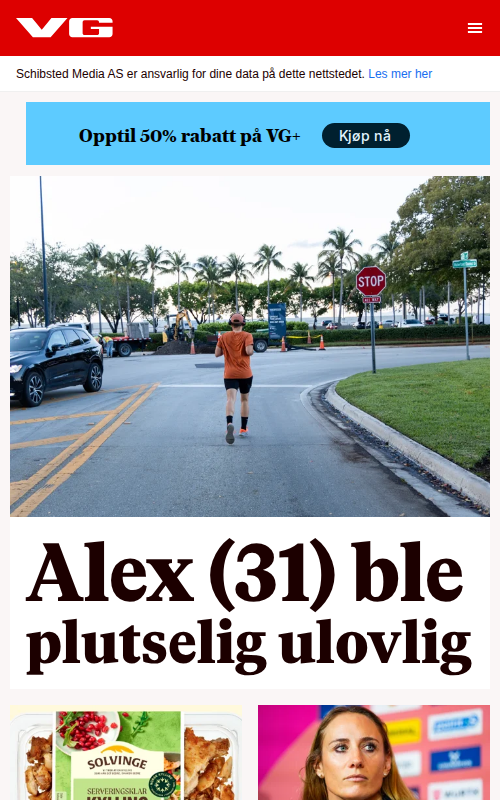 VG
Schibsted Media AS er ansvarlig for dine data på dette nettstedet. Les mer her
Opptil 50% rabatt på VG+
Kjøp nå
STOP
ALL WAY
Alex (31) ble
plutselig ulovlig
SOLVINGE
SERVERINGSKLAR
KYLLING